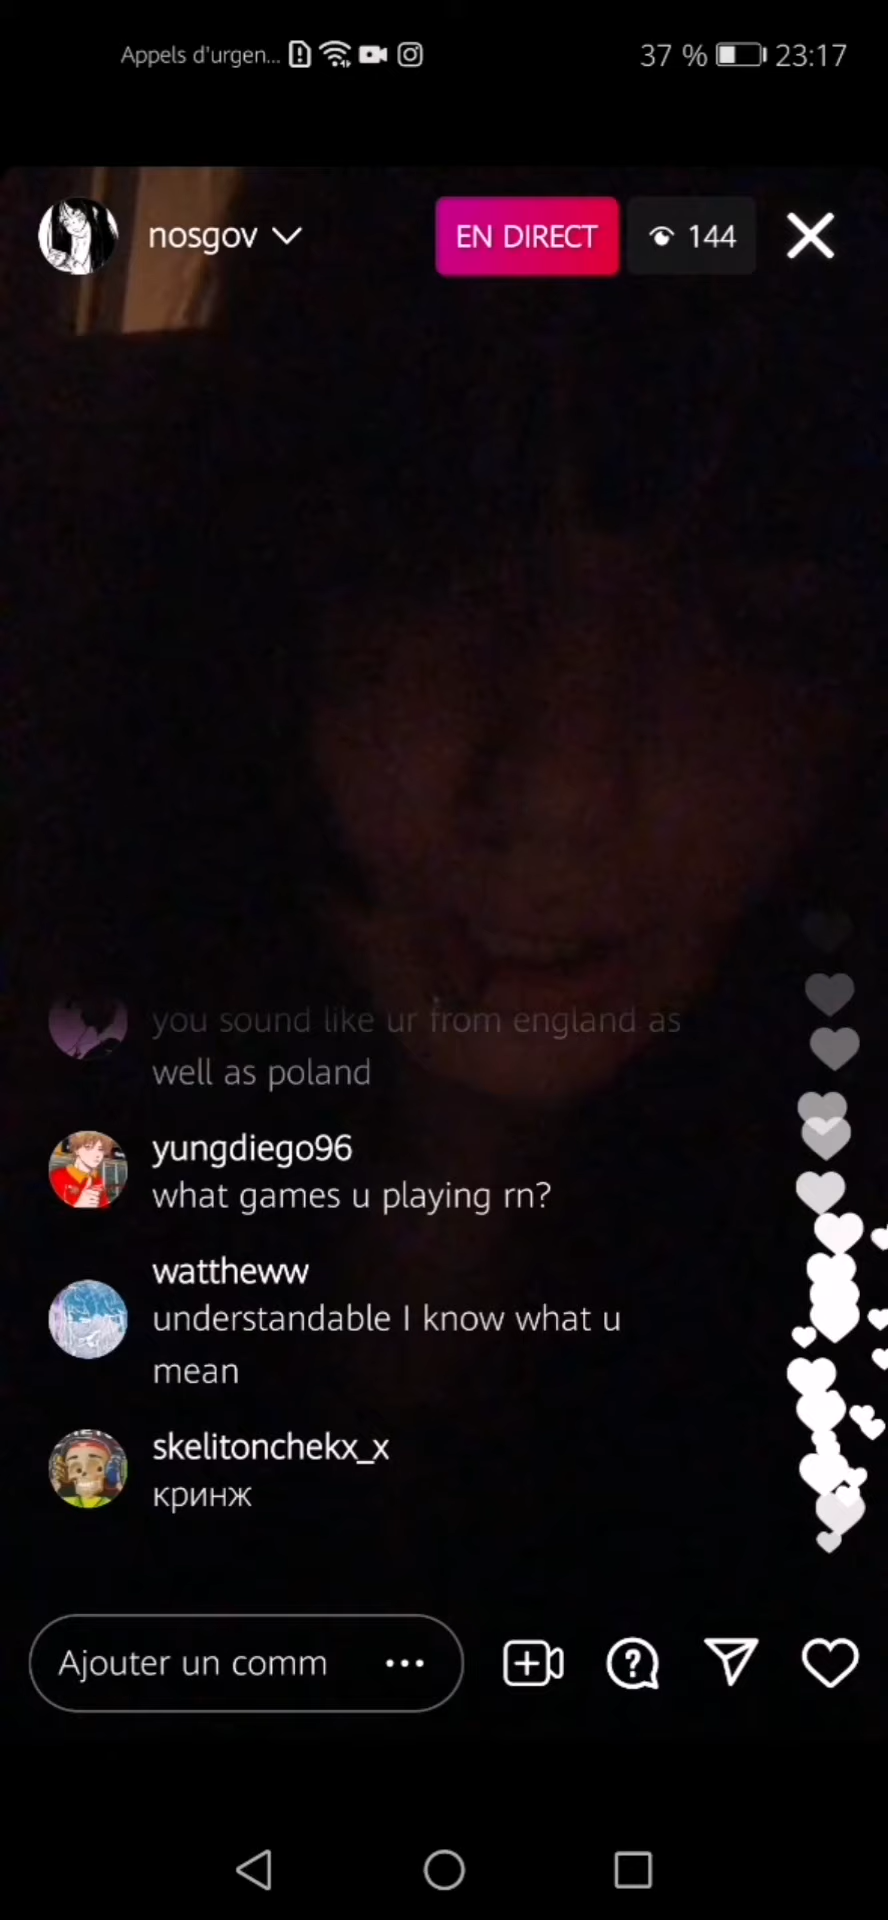 Appels d'urgen... 37 % 23:17
nosgov EN DIRECT 144
you sound like ur from england as
well as poland
yungdiego96
what games u playing rn?
wattheww
understandable I know what u
mean
skelitonchekx_x
кринж
Ajouter un comm